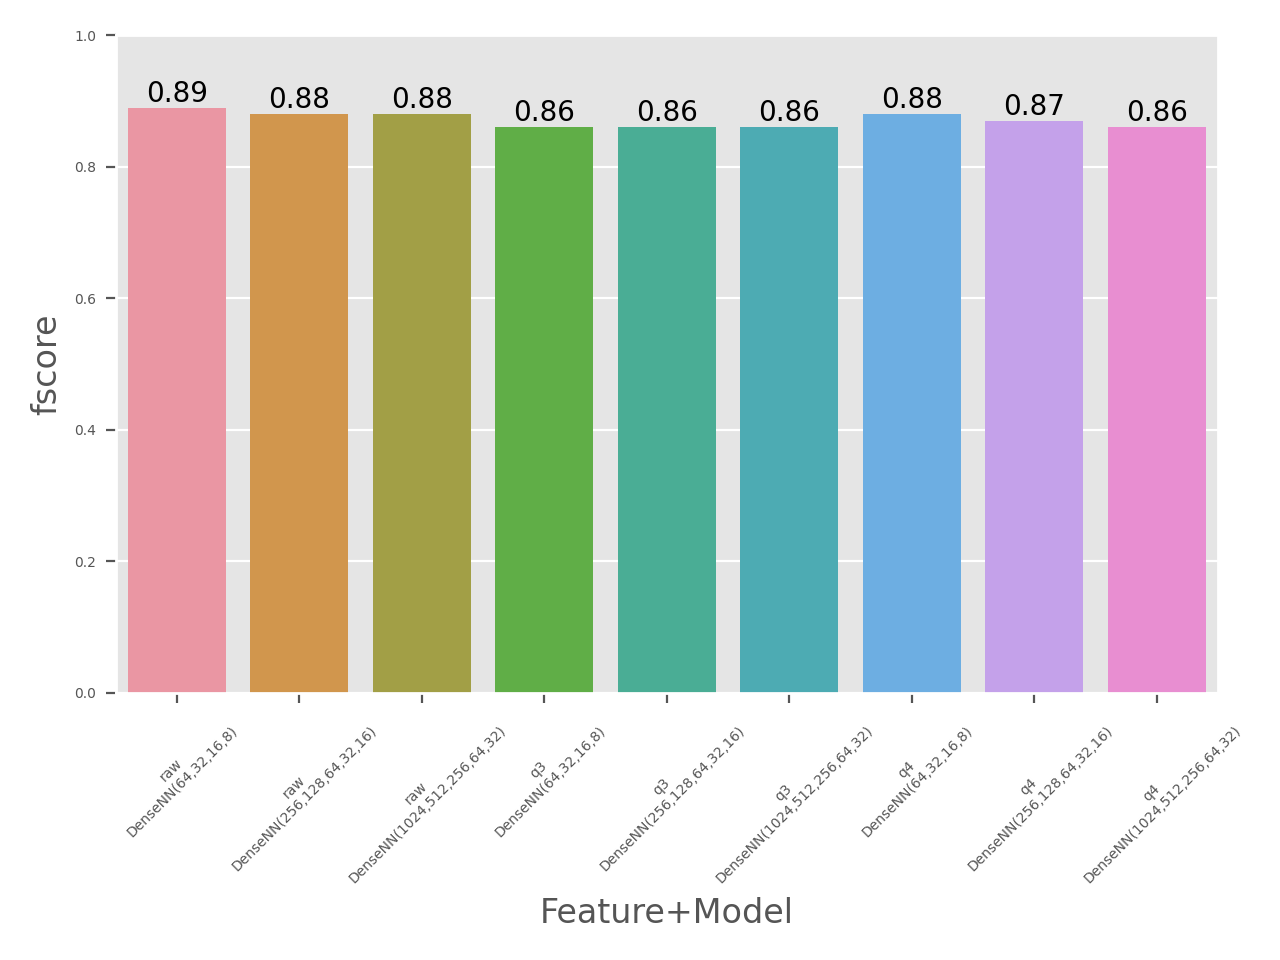 fscore
1.0
0.8
0.6
0.4
0.2
0.0
0.89
0.88
0.88
0.86
0.86
0.86
0.88
0.87
0.86
raw
DenseNN(64,32,16,8)
raw
DenseNN(256,128,64,32,16)
raw
DenseNN(1024,512,256,64,32)
q3
DenseNN(64,32,16,8)
q3
DenseNN(256,128,64,32,16)
q3
DenseNN(1024,512,256,64,32)
q4
DenseNN(64,32,16,8)
q4
DenseNN(256,128,64,32,16)
q4
DenseNN(1024,512,256,64,32)
Feature+Model